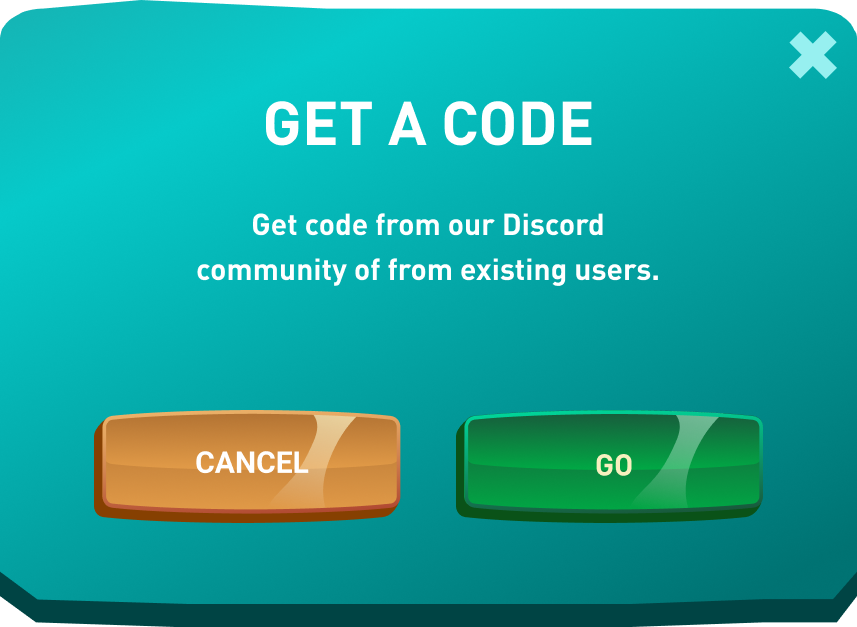 GET A CODE
Get code from our Discord
community of from existing users.
CANCEL
GO